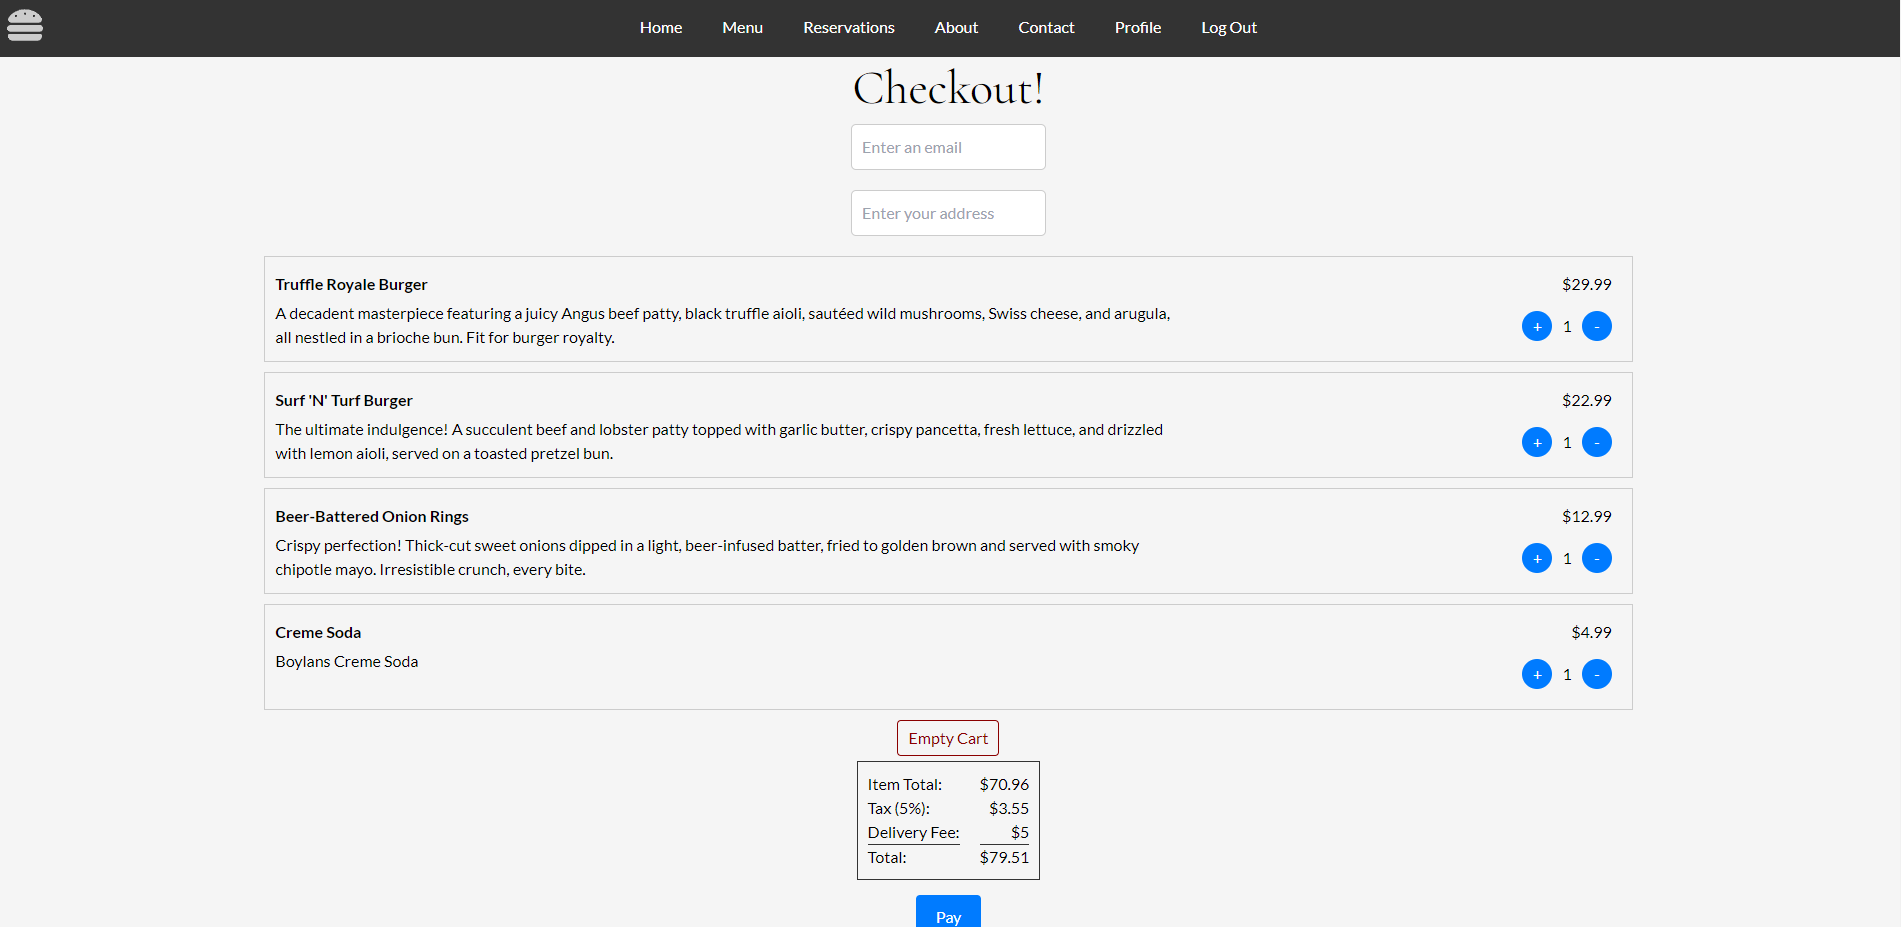 Home Menu Reservations About Contact Profile Log Out
Checkout!
Enter an email
Enter your address
Truffle Royale Burger $29.99
A decadent masterpiece featuring a juicy Angus beef patty, black truffle aioli, sautéed wild mushrooms, Swiss cheese, and arugula,
all nestled in a brioche bun. Fit for burger royalty.
+ 1 -
Surf 'N' Turf Burger $22.99
The ultimate indulgence! A succulent beef and lobster patty topped with garlic butter, crispy pancetta, fresh lettuce, and drizzled
with lemon aioli, served on a toasted pretzel bun.
+ 1 -
Beer-Battered Onion Rings $12.99
Crispy perfection! Thick-cut sweet onions dipped in a light, beer-infused batter, fried to golden brown and served with smoky
chipotle mayo. Irresistible crunch, every bite.
+ 1 -
Creme Soda $4.99
Boylans Creme Soda
+ 1 -
Empty Cart
Item Total: $70.96
Tax (5%): $3.55
Delivery Fee: $5
Total: $79.51
Pay